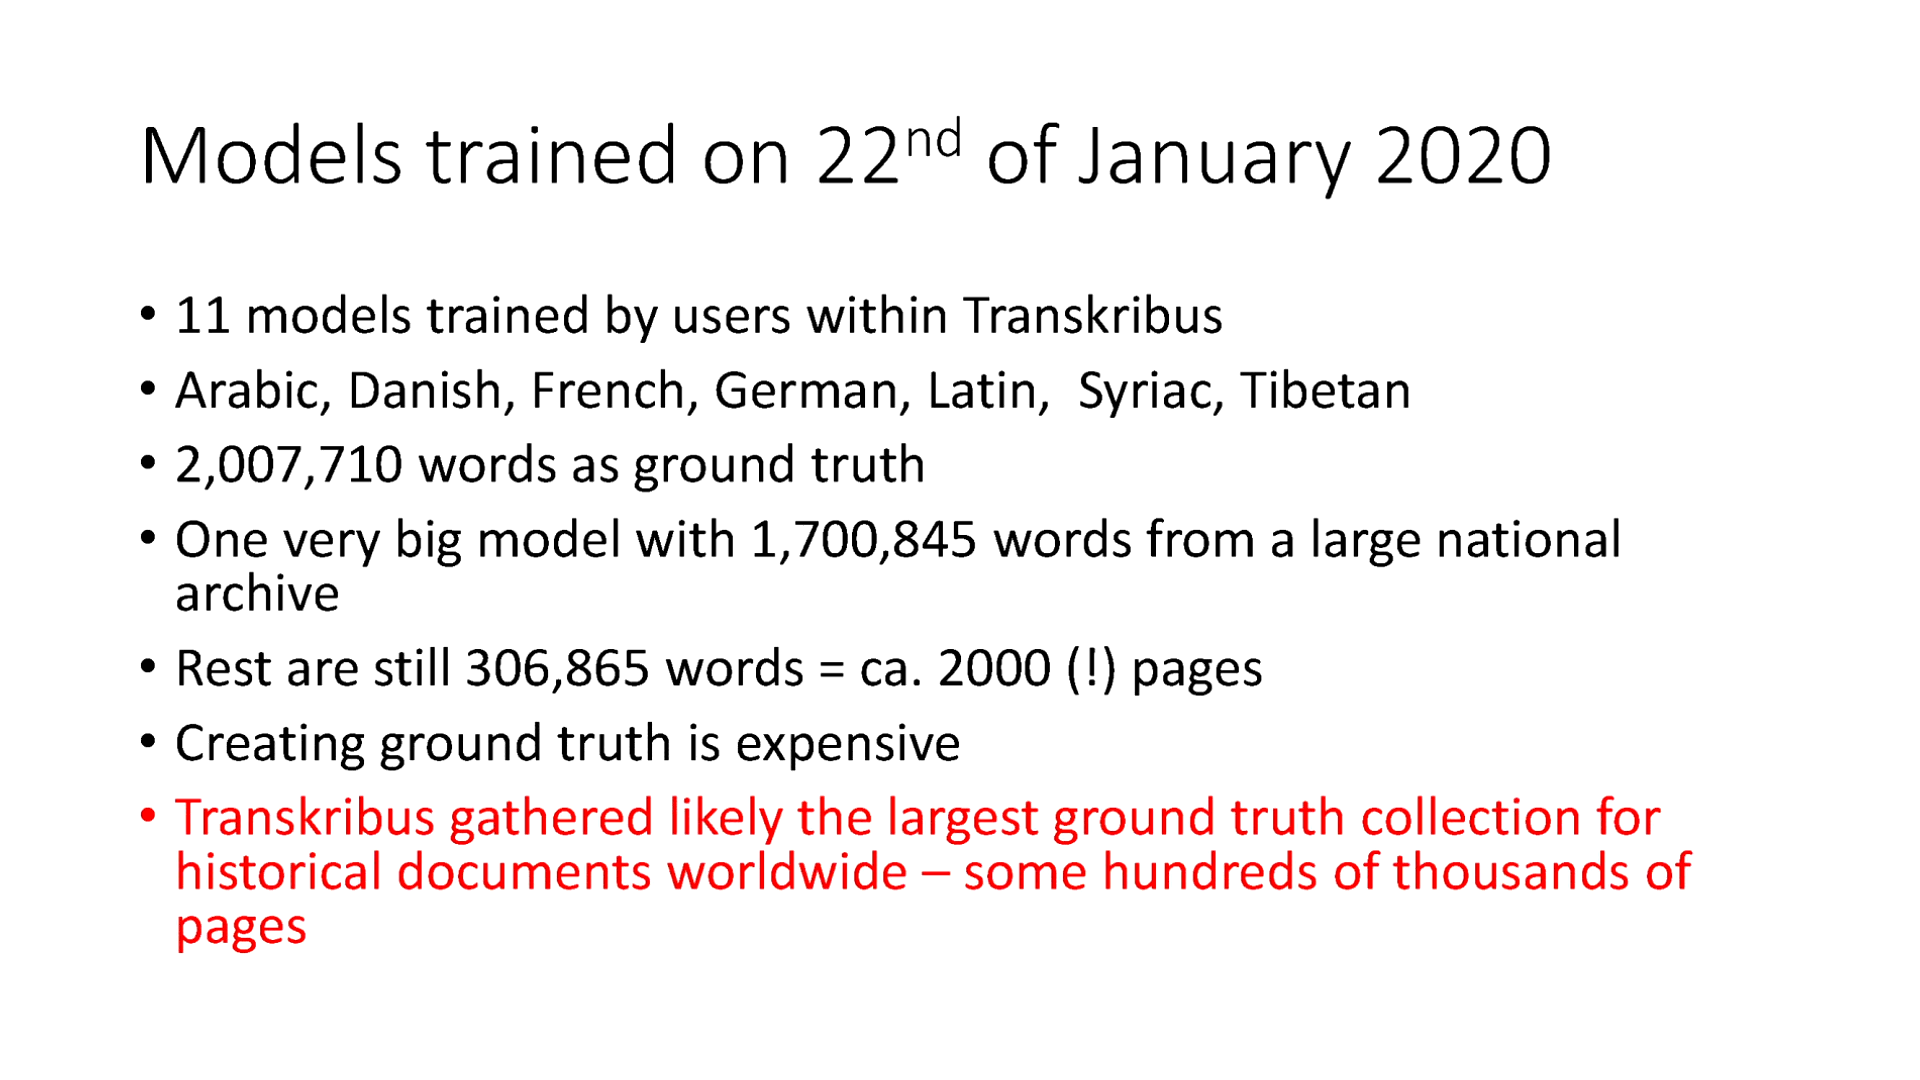 Models trained on 22nd of January 2020
• 11 models trained by users within Transkribus
• Arabic, Danish, French, German, Latin,  Syriac, Tibetan
• 2,007,710 words as ground truth
• One very big model with 1,700,845 words from a large national
archive
• Rest are still 306,865 words = ca. 2000 (!) pages
• Creating ground truth is expensive
• Transkribus gathered likely the largest ground truth collection for
historical documents worldwide – some hundreds of thousands of
pages